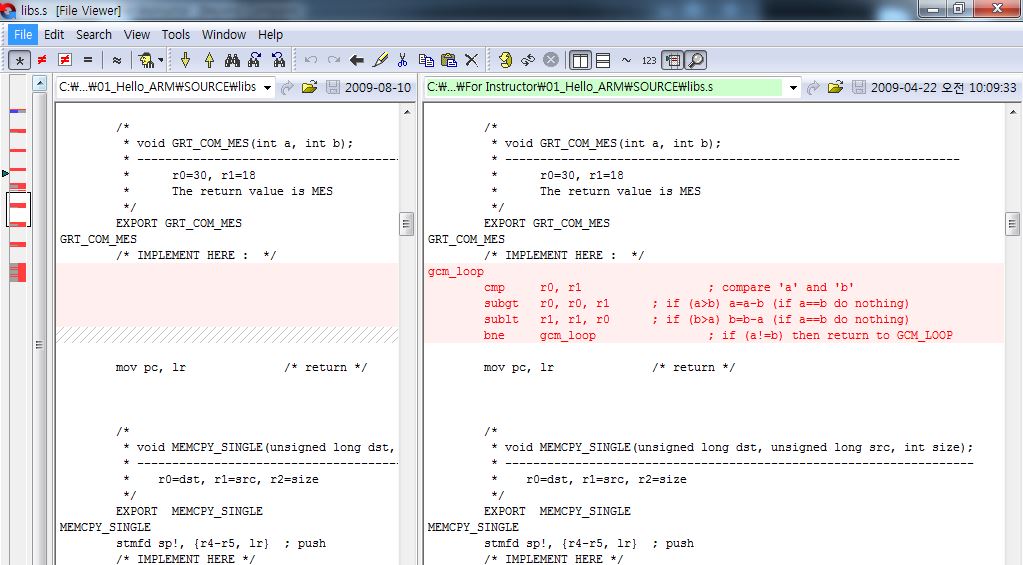 libs.s [File Viewer]
File Edit Search View Tools Window Help
* ≠ ≠ = ≈ ~ 123
C:₩...₩01_Hello_ARM₩SOURCE₩libs 2009-08-10
/*
* void GRT_COM_MES(int a, int b);
* -------------------------------------
* r0=30, r1=18
* The return value is MES
*/
EXPORT GRT_COM_MES
GRT_COM_MES
/* IMPLEMENT HERE : */
mov pc, lr /* return */
/*
* void MEMCPY_SINGLE(unsigned long dst,
* -------------------------------------
* r0=dst, r1=src, r2=size
*/
EXPORT MEMCPY_SINGLE
MEMCPY_SINGLE
stmfd sp!, {r4-r5, lr} ; push
/* IMPLEMENT HERE */
C:₩...₩For Instructor₩01_Hello_ARM₩SOURCE₩libs.s 2009-04-22 오전 10:09:33
/*
* void GRT_COM_MES(int a, int b);
* -----------------------------------------------------------------
* r0=30, r1=18
* The return value is MES
*/
EXPORT GRT_COM_MES
GRT_COM_MES
/* IMPLEMENT HERE : */
gcm_loop
cmp r0, r1 ; compare 'a' and 'b'
subgt r0, r0, r1 ; if (a>b) a=a-b (if a==b do nothing)
sublt r1, r1, r0 ; if (b>a) b=b-a (if a==b do nothing)
bne gcm_loop ; if (a!=b) then return to GCM_LOOP
mov pc, lr /* return */
/*
* void MEMCPY_SINGLE(unsigned long dst, unsigned long src, int size);
* -------------------------------------------------------------------
* r0=dst, r1=src, r2=size
*/
EXPORT MEMCPY_SINGLE
MEMCPY_SINGLE
stmfd sp!, {r4-r5, lr} ; push
/* IMPLEMENT HERE */